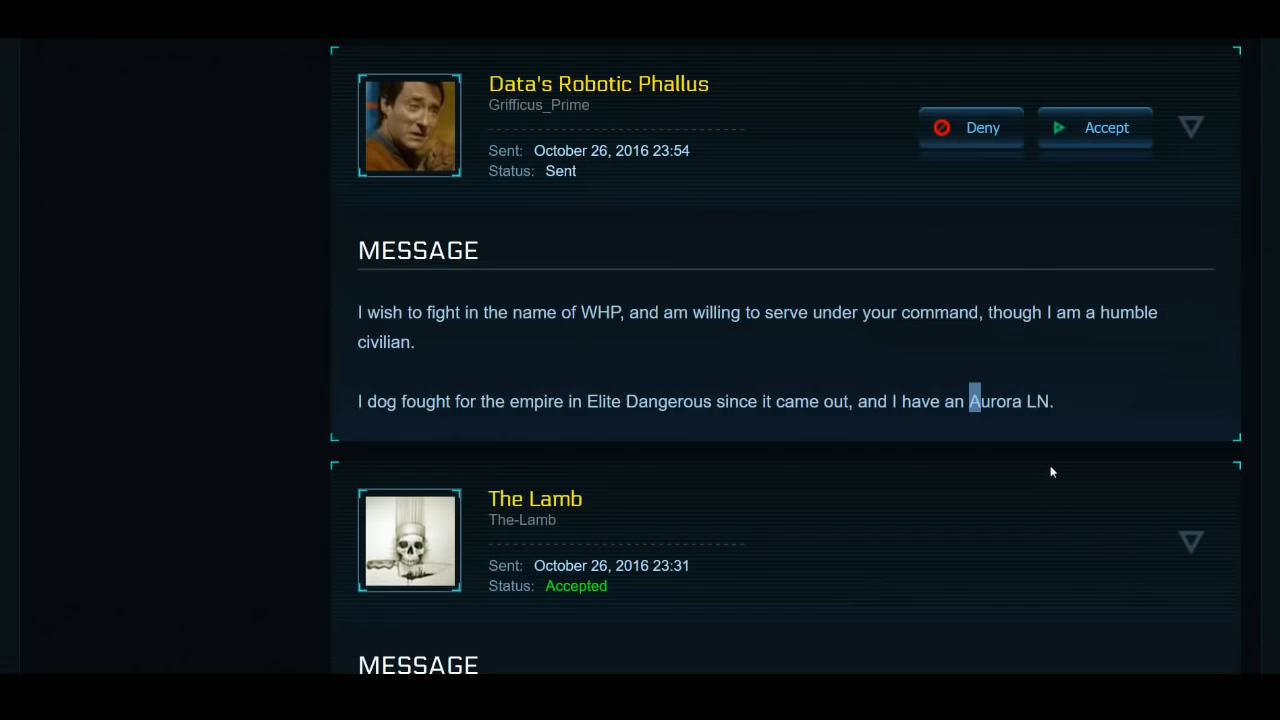 Data's Robotic Phallus
Grifficus_Prime
Deny
Accept
Sent: October 26, 2016 23:54
Status: Sent
MESSAGE
I wish to fight in the name of WHP, and am willing to serve under your command, though I am a humble
civilian.
I dog fought for the empire in Elite Dangerous since it came out, and I have an Aurora LN.
The Lamb
The-Lamb
Sent: October 26, 2016 23:31
Status: Accepted
MESSAGE